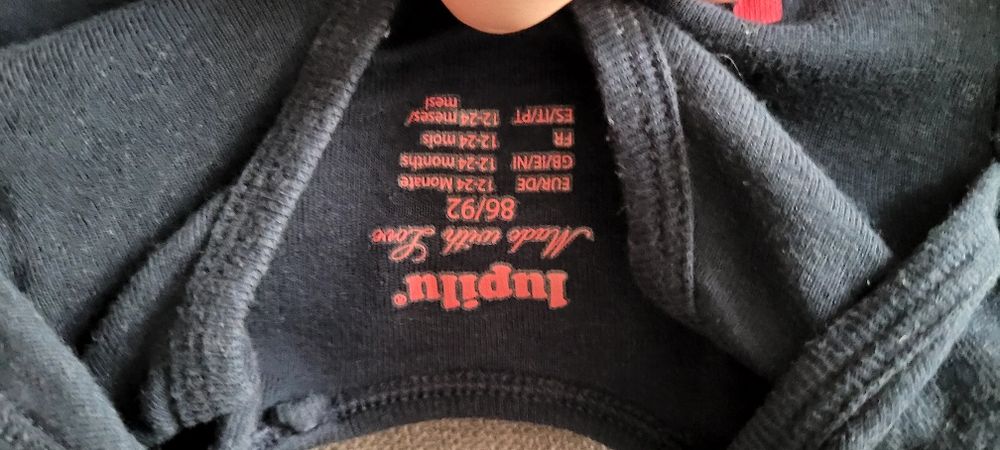 lupilu®
Made with Love
86/92
EUR/DE 12-24 Monate
GB/IE/NI 12-24 months
FR 12-24 mois
ES/IT/PT 12-24 meses/
mesi